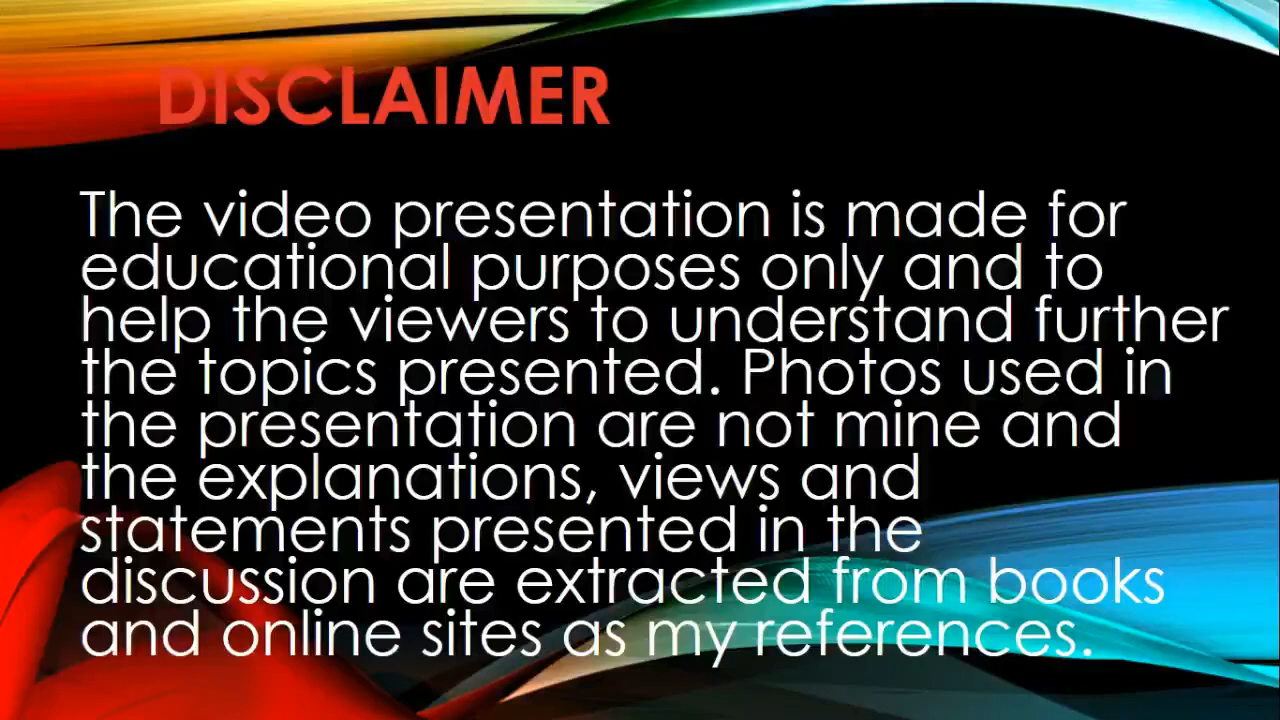 DISCLAIMER
The video presentation is made for
educational purposes only and to
help the viewers to understand further
the topics presented. Photos used in
the presentation are not mine and
the explanations, views and
statements presented in the
discussion are extracted from books
and online sites as my references.